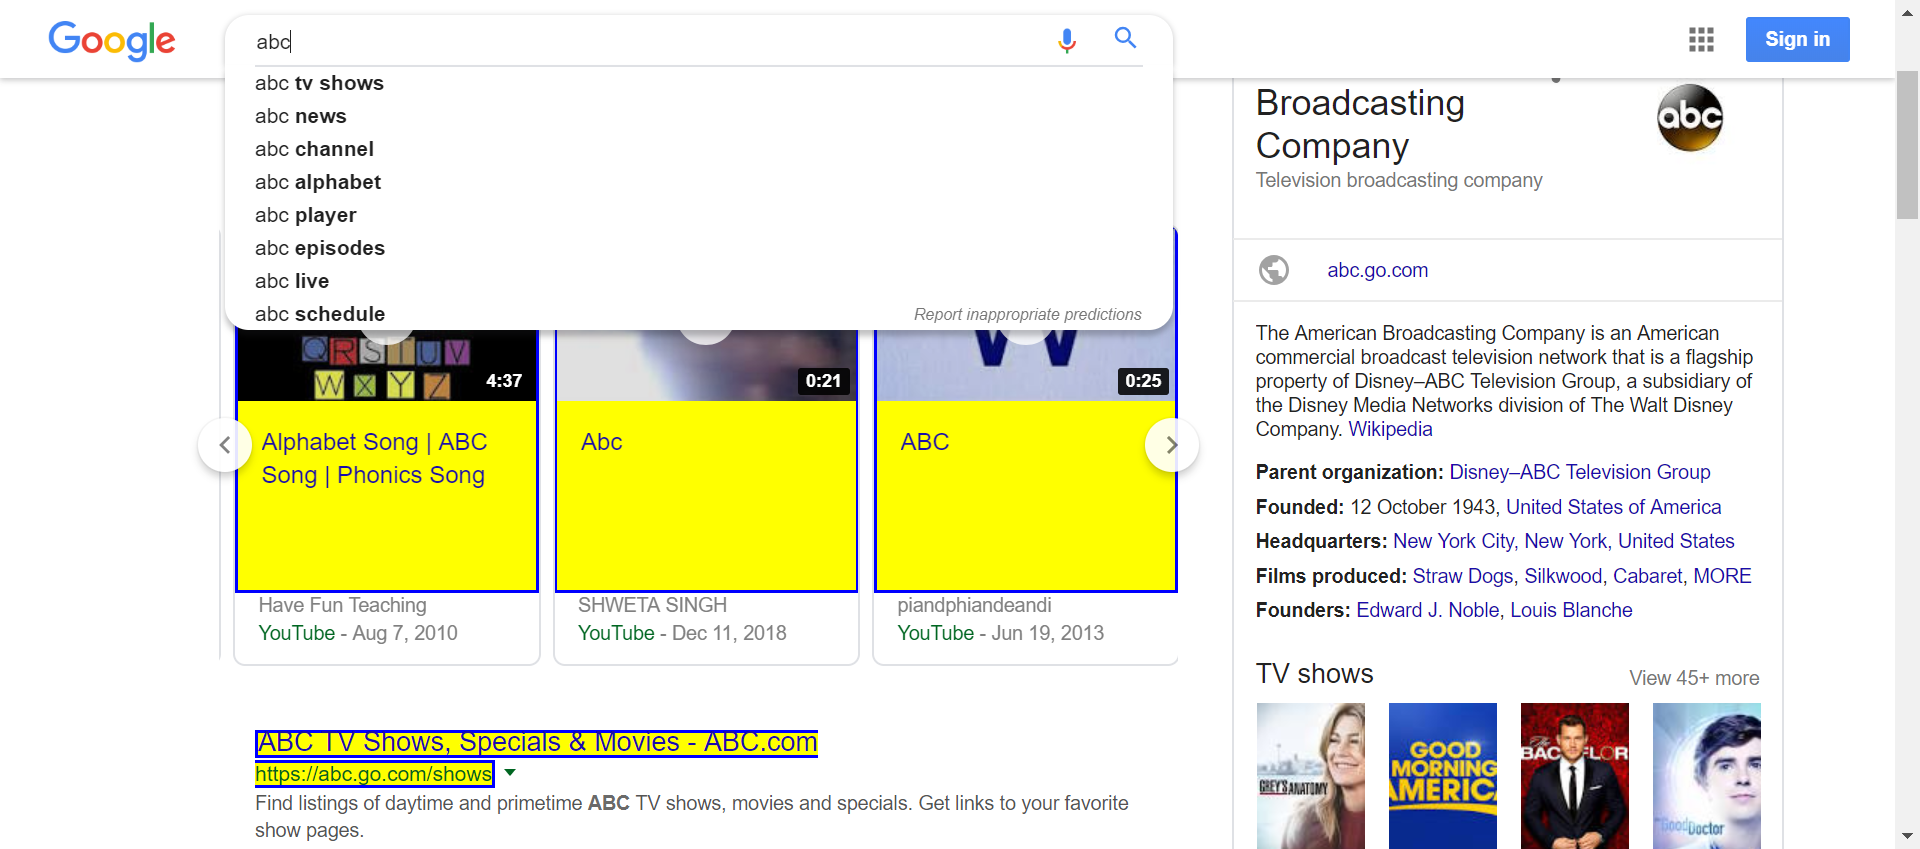 Google
abc
Sign in
abc tv shows
abc news
abc channel
abc alphabet
abc player
abc episodes
abc live
abc schedule
Report inappropriate predictions
QRSTUV
WXYZ
4:37
0:21
W
0:25
Alphabet Song | ABC
Song | Phonics Song
Abc
ABC
Have Fun Teaching
YouTube - Aug 7, 2010
SHWETA SINGH
YouTube - Dec 11, 2018
piandphiandeandi
YouTube - Jun 19, 2013
ABC TV Shows, Specials & Movies - ABC.com
https://abc.go.com/shows
Find listings of daytime and primetime ABC TV shows, movies and specials. Get links to your favorite
show pages.
Broadcasting
Company
abc
Television broadcasting company
abc.go.com
The American Broadcasting Company is an American
commercial broadcast television network that is a flagship
property of Disney–ABC Television Group, a subsidiary of
the Disney Media Networks division of The Walt Disney
Company. Wikipedia
Parent organization: Disney–ABC Television Group
Founded: 12 October 1943, United States of America
Headquarters: New York City, New York, United States
Films produced: Straw Dogs, Silkwood, Cabaret, MORE
Founders: Edward J. Noble, Louis Blanche
TV shows
View 45+ more
GREY'S ANATOMY
GOOD
MORNING
AMERICA
The
BACHELOR
the Good Doctor